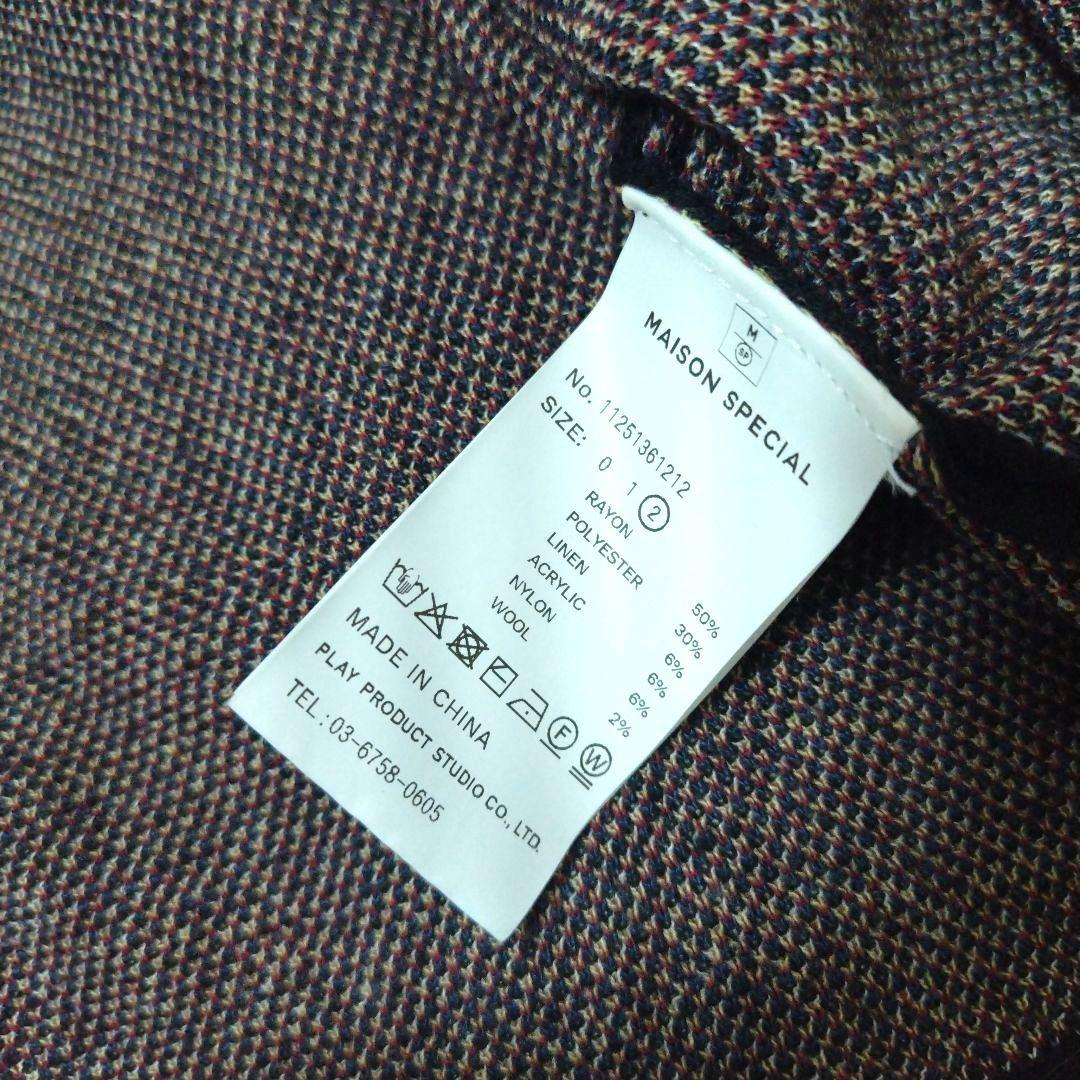 M
SP
MAISON SPECIAL
No. 11251361212
SIZE: 0 1 2
RAYON 50%
POLYESTER 30%
LINEN 6%
ACRYLIC 6%
NYLON 6%
WOOL 2%
F W
MADE IN CHINA
PLAY PRODUCT STUDIO CO., LTD.
TEL:03-6758-0605